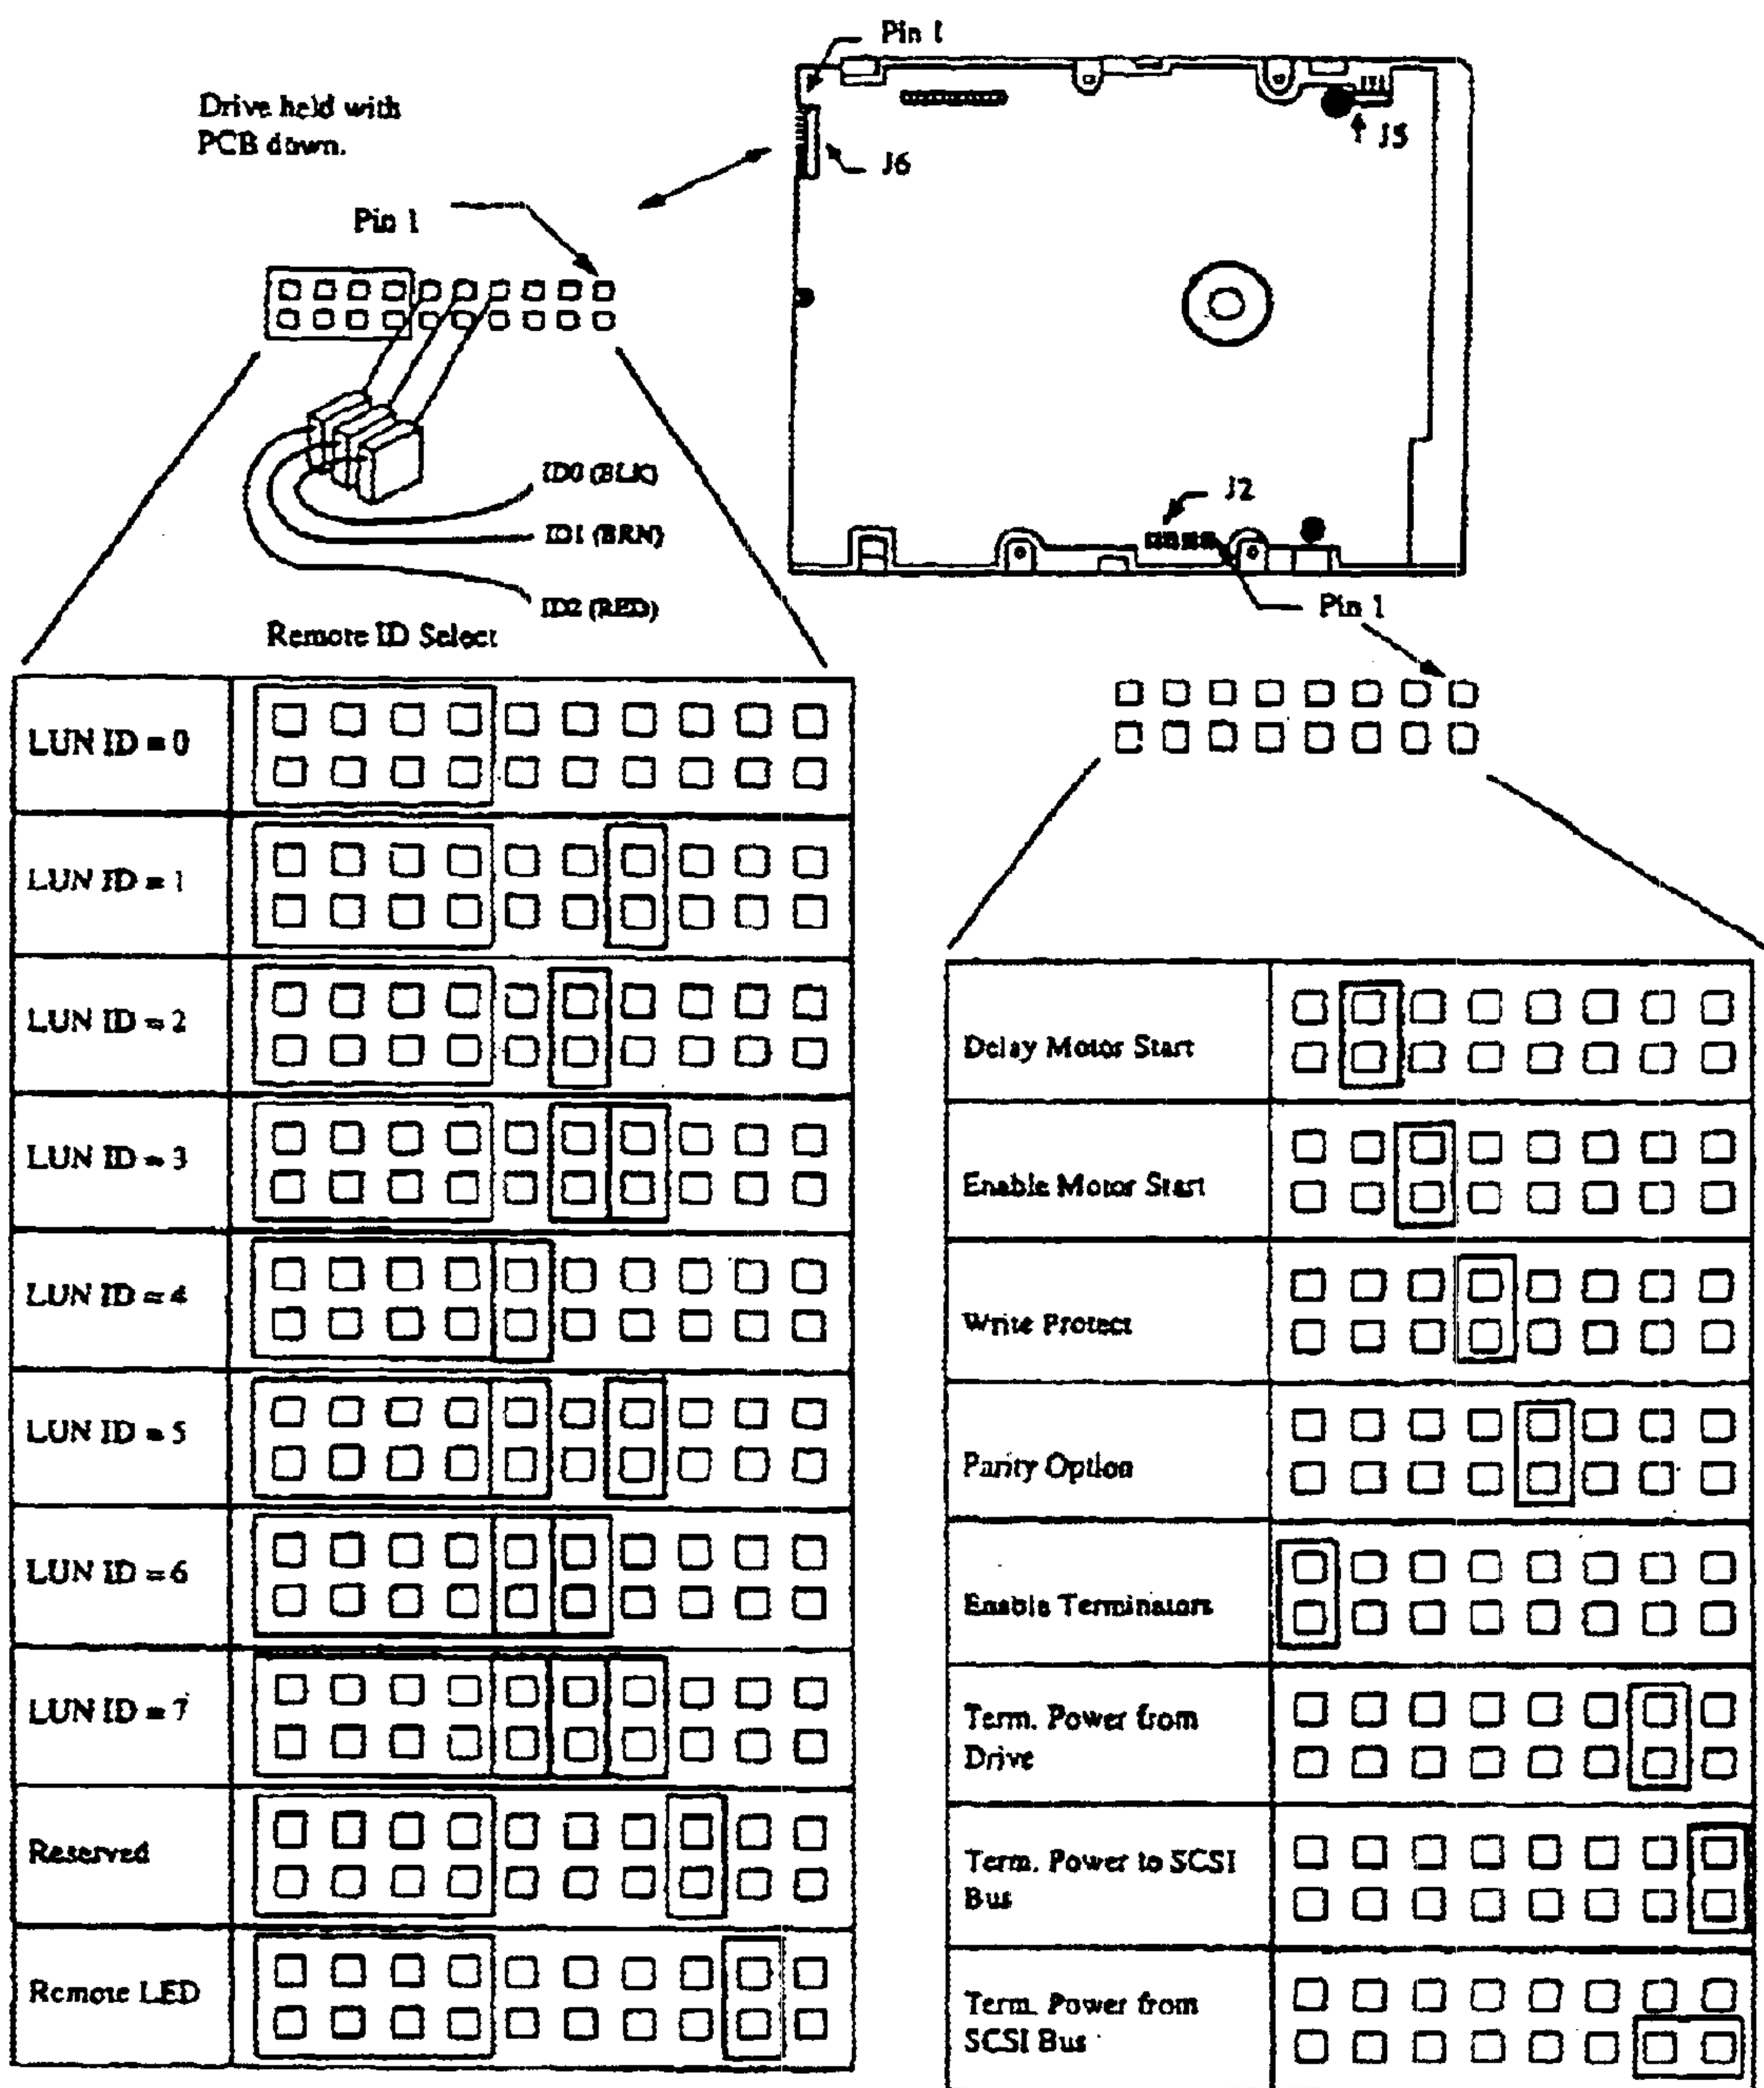 Pin 1
Drive held with
PCB down.
J5
J6
Pin 1
ID0 (BLK)
J2
ID1 (BRN)
ID2 (RED)
Pin 1
Remote ID Select
LUN ID = 0
LUN ID = 1
LUN ID = 2
LUN ID = 3
LUN ID = 4
LUN ID = 5
LUN ID = 6
LUN ID = 7
Reserved
Remote LED
Delay Motor Start
Enable Motor Start
Write Protect
Parity Option
Enable Terminators
Term. Power from
Drive
Term. Power to SCSI
Bus
Term. Power from
SCSI Bus